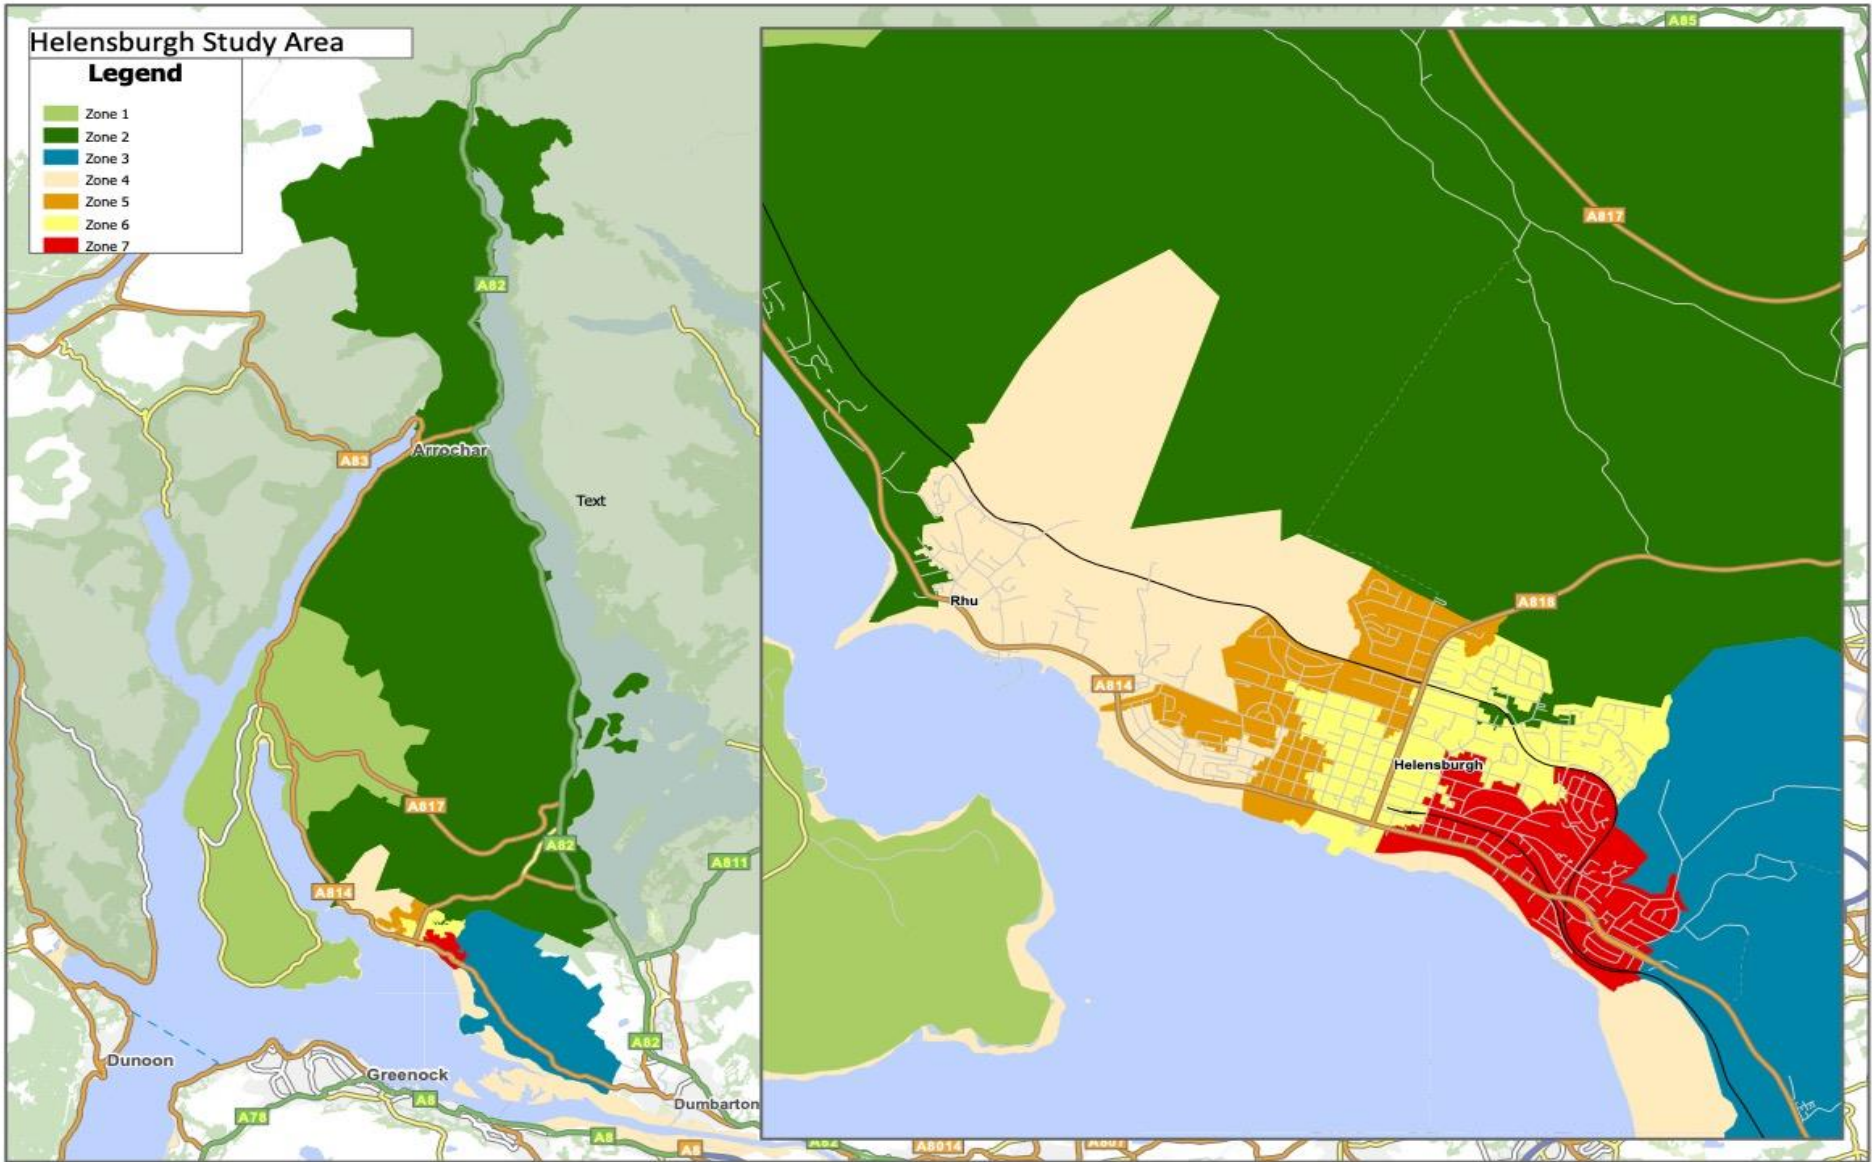 Helensburgh Study Area
Legend
Zone 1
Zone 2
Zone 3
Zone 4
Zone 5
Zone 6
Zone 7
A85
A82
A83
Arrochar
Text
A817
A82
A811
A814
A82
Dunoon
Greenock
A78
A8
Dumbarton
A8
A8
A82
A8014
A817
Rhu
A818
A814
Helensburgh